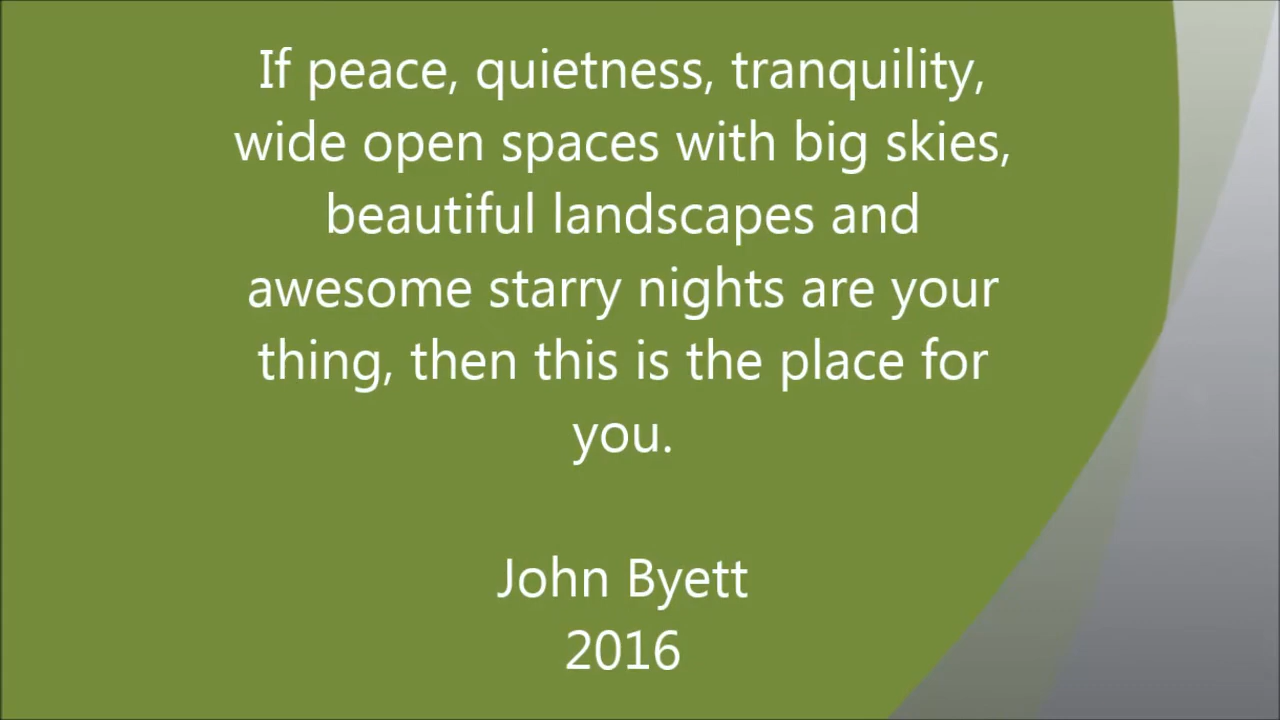 If peace, quietness, tranquility,
wide open spaces with big skies,
beautiful landscapes and
awesome starry nights are your
thing, then this is the place for
you.
John Byett
2016